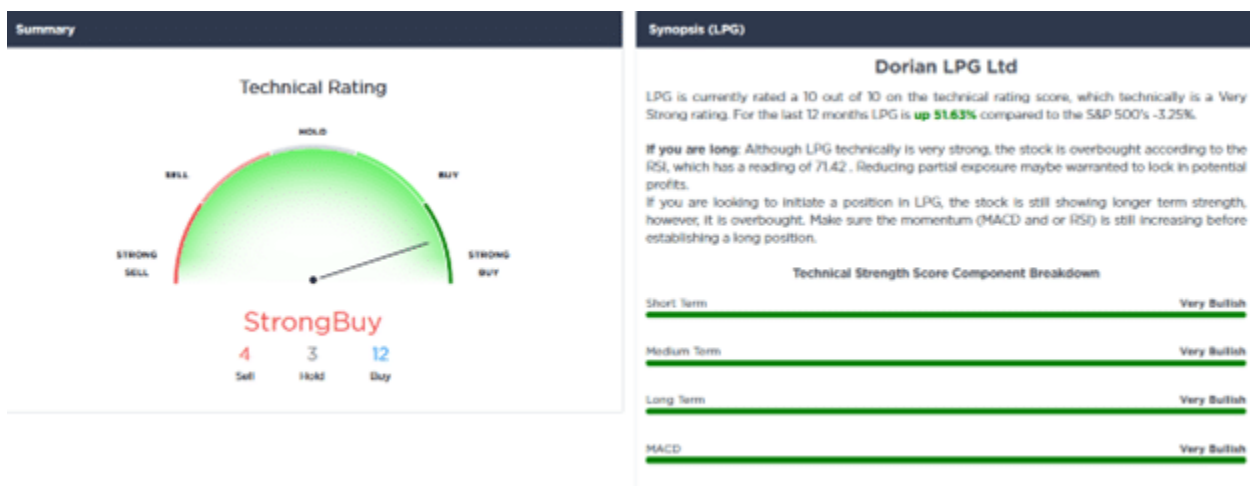 Summary
Technical Rating
HOLD
SELL
BUY
STRONG
SELL
STRONG
BUY
StrongBuy
4 3 12
Sell Hold Buy
Synopsis (LPG)
Dorian LPG Ltd
LPG is currently rated a 10 out of 10 on the technical rating score, which technically is a Very
Strong rating. For the last 12 months LPG is up 51.63% compared to the S&P 500's -3.25%.
If you are long: Although LPG technically is very strong, the stock is overbought according to the
RSI, which has a reading of 71.42 . Reducing partial exposure maybe warranted to lock in potential
profits.
If you are looking to initiate a position in LPG, the stock is still showing longer term strength,
however, it is overbought. Make sure the momentum (MACD and or RSI) is still increasing before
establishing a long position.
Technical Strength Score Component Breakdown
Short Term Very Bullish
Medium Term Very Bullish
Long Term Very Bullish
MACD Very Bullish